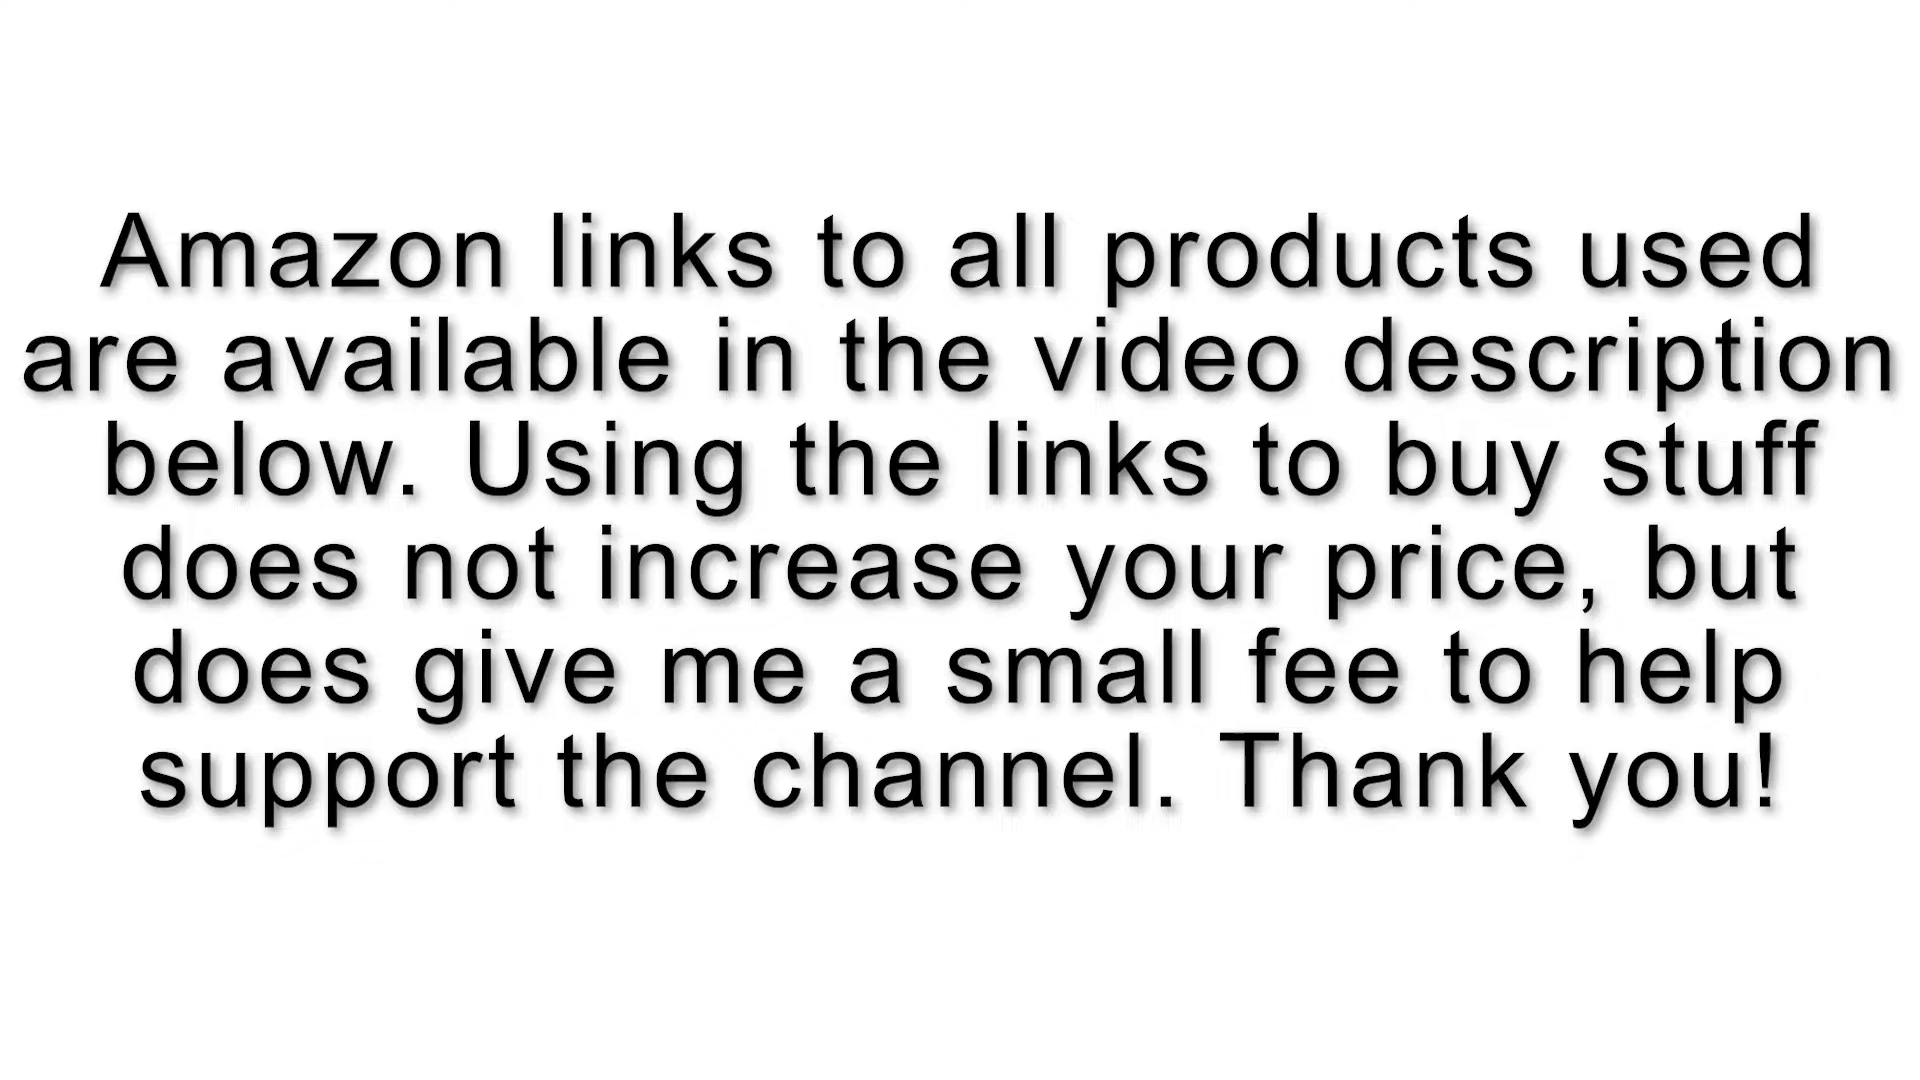 Amazon links to all products used
are available in the video description
below. Using the links to buy stuff
does not increase your price, but
does give me a small fee to help
support the channel. Thank you!